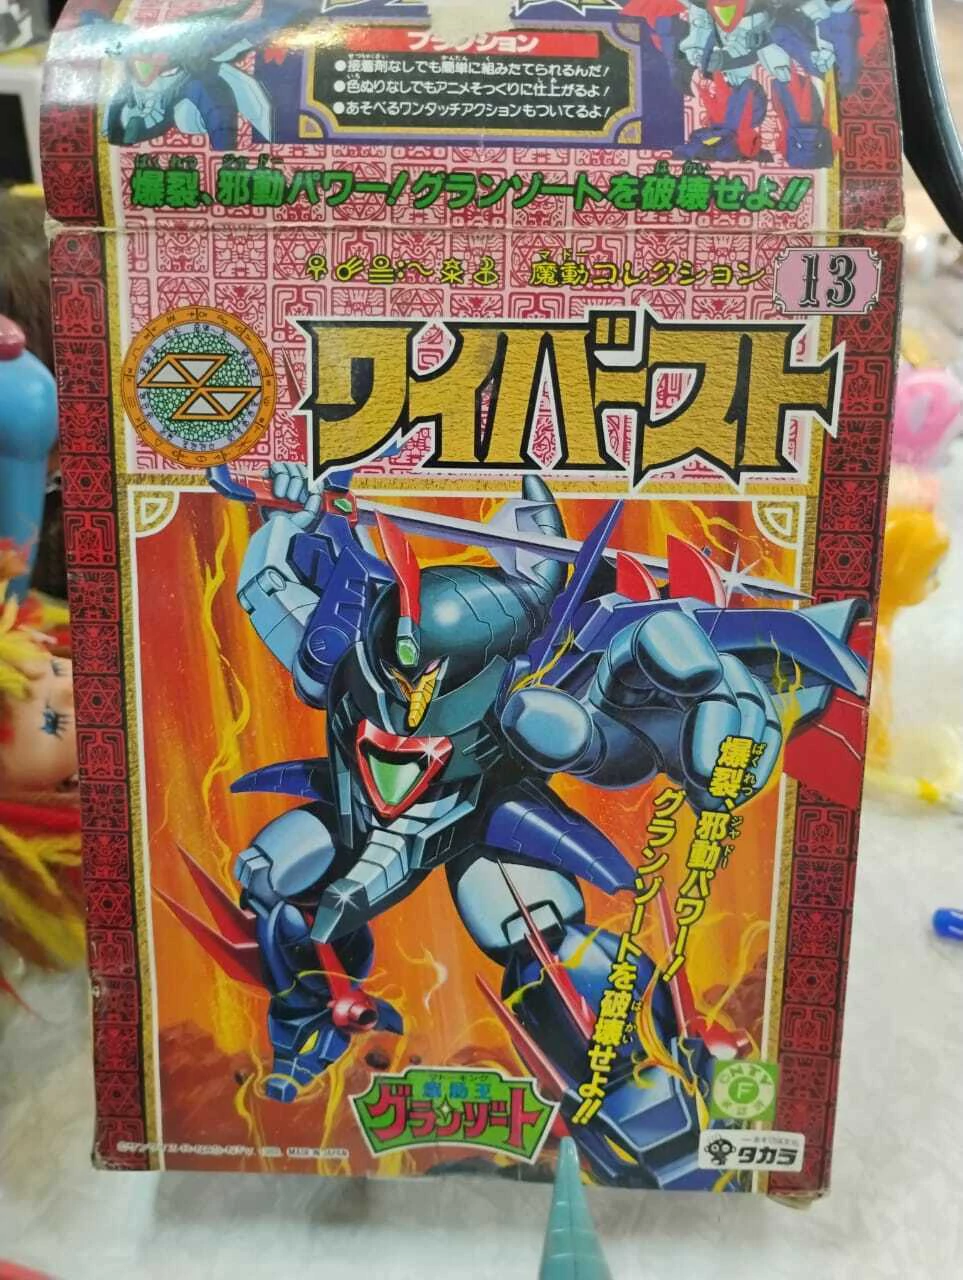 プラクション
●接着剤なしでも簡単に組みたてられるんだ!
●色ぬりなしでもアニメそっくりに仕上がるよ!
●あそべるワンタッチアクションもついてるよ!
爆裂、邪動パワー!グランゾートを破壊せよ!!
魔動コレクション
13
ワイバースト
爆裂、邪動パワー!
グランゾートを破壊せよ!!
マドーキング
魔動王
グランゾート
MADE IN JAPAN
F
タカラ